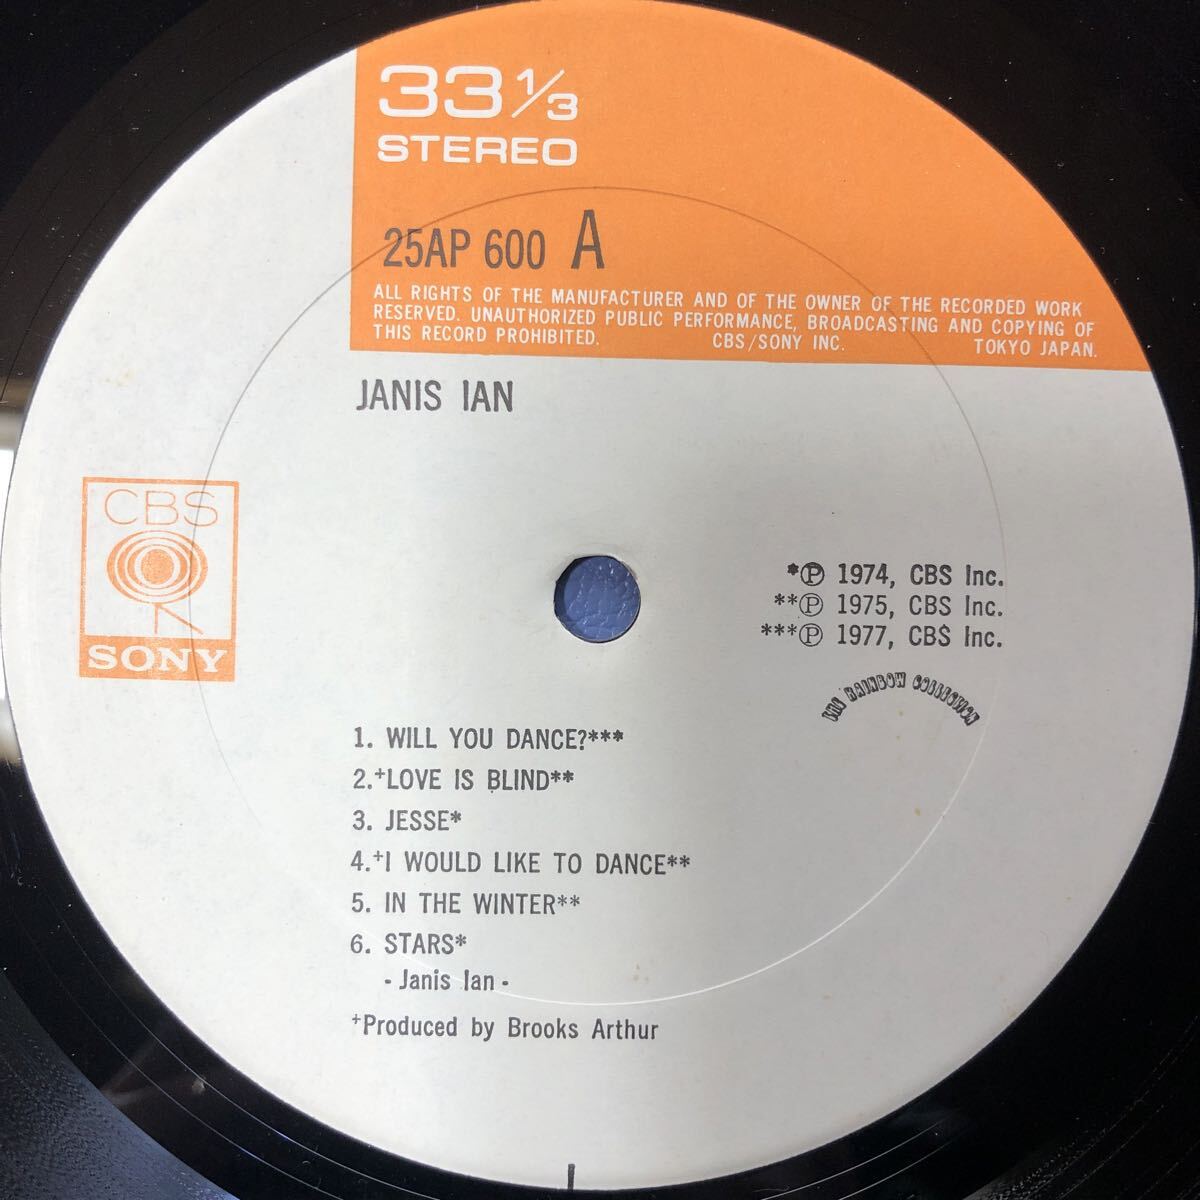 33 1/3
STEREO
25AP 600 A
ALL RIGHTS OF THE MANUFACTURER AND OF THE OWNER OF THE RECORDED WORK
RESERVED. UNAUTHORIZED PUBLIC PERFORMANCE, BROADCASTING AND COPYING OF
THIS RECORD PROHIBITED. CBS/SONY INC. TOKYO JAPAN.
JANIS IAN
CBS
SONY
*Ⓟ 1974, CBS Inc.
**Ⓟ 1975, CBS Inc.
***Ⓟ 1977, CBS Inc.
THE RAINBOW COLLECTION
1. WILL YOU DANCE?***
2.+LOVE IS BLIND**
3. JESSE*
4.+I WOULD LIKE TO DANCE**
5. IN THE WINTER**
6. STARS*
- Janis Ian -
+Produced by Brooks Arthur